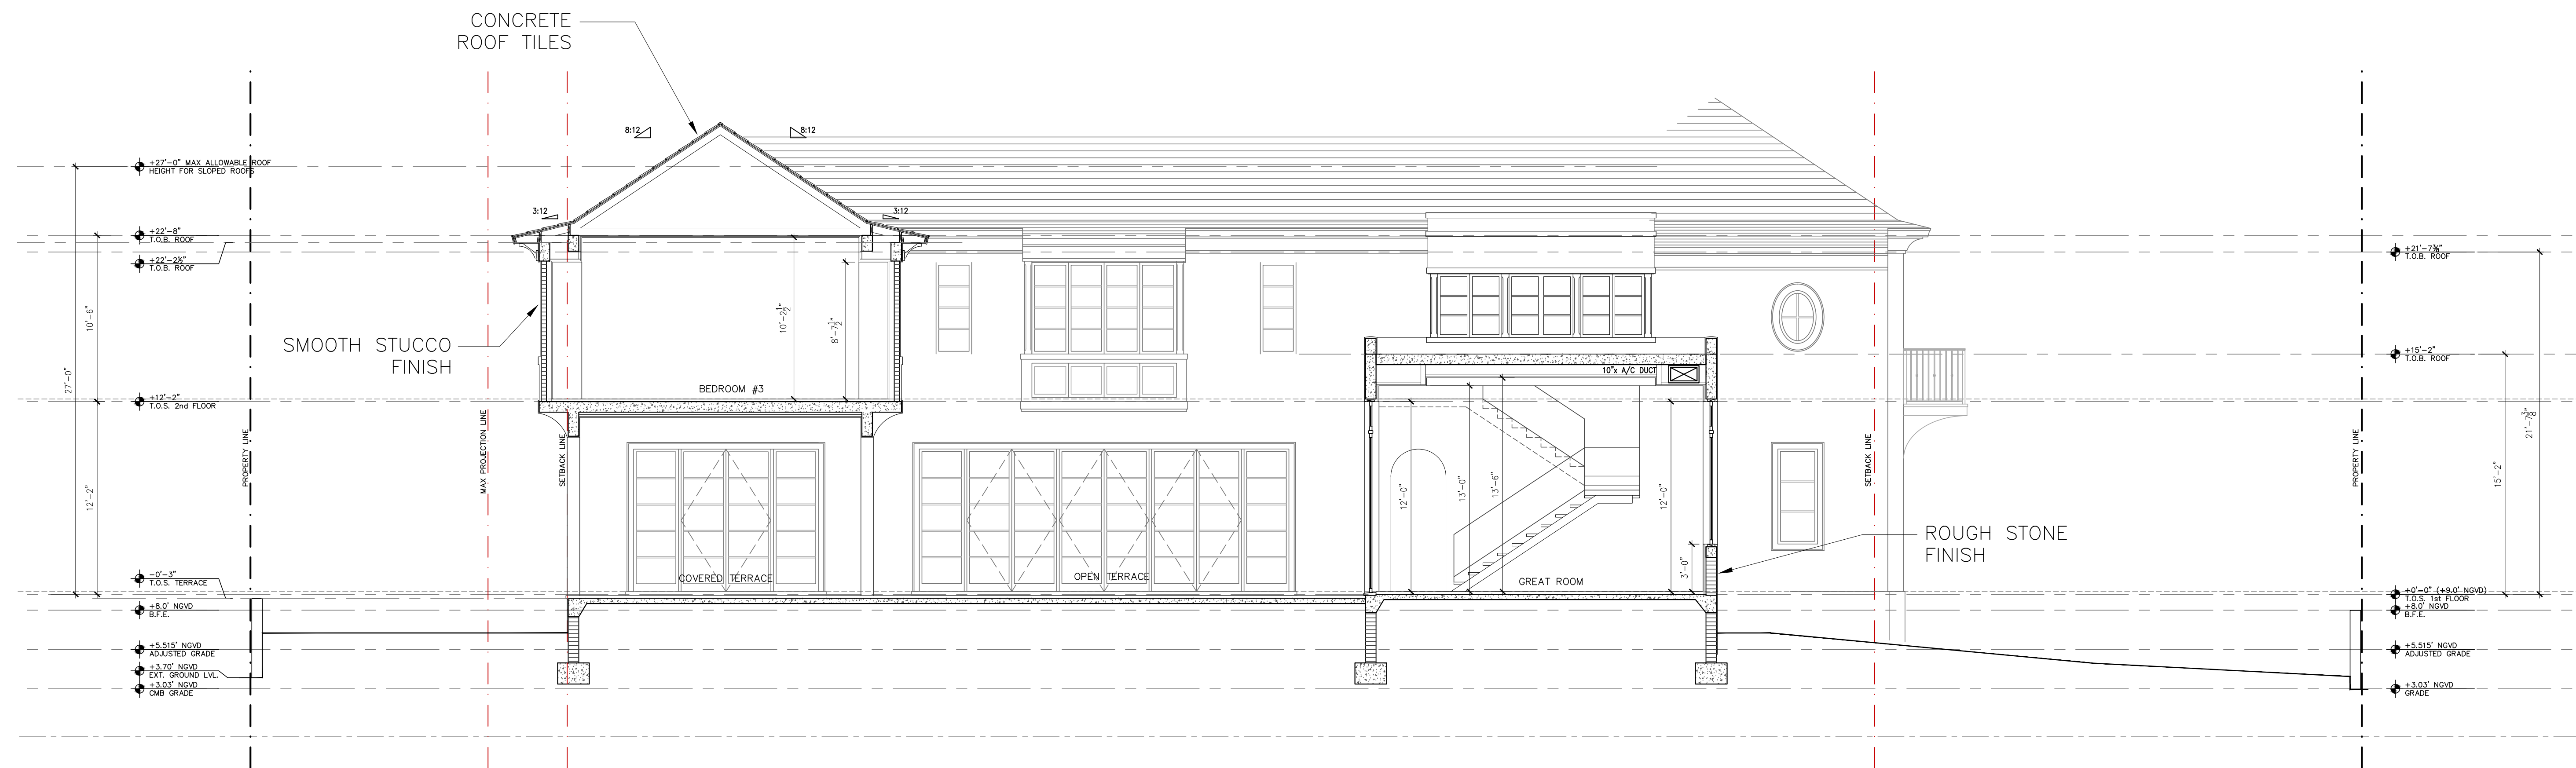 CONCRETE
ROOF TILES
8:12
8:12
+27'-0" MAX ALLOWABLE ROOF
HEIGHT FOR SLOPED ROOFS
3:12
3:12
+22'-8"
T.O.B. ROOF
+22'-2½"
T.O.B. ROOF
+21'-7⅜"
T.O.B. ROOF
10'-6"
27'-0"
10'-2½"
8'-7½"
SMOOTH STUCCO
FINISH
+15'-2"
T.O.B. ROOF
10"x A/C DUCT
BEDROOM #3
+12'-2"
T.O.S. 2nd FLOOR
21'-7⅜"
PROPERTY LINE
MAX PROJECTION LINE
SETBACK LINE
SETBACK LINE
PROPERTY LINE
12'-2"
12'-0"
13'-0"
13'-6"
12'-0"
15'-2"
ROUGH STONE
FINISH
3'-0"
-0'-3"
T.O.S. TERRACE
COVERED TERRACE
OPEN TERRACE
GREAT ROOM
+0'-0" (+9.0' NGVD)
T.O.S. 1st FLOOR
+8.0' NGVD
B.F.E.
+8.0' NGVD
B.F.E.
+5.515' NGVD
ADJUSTED GRADE
+5.515' NGVD
ADJUSTED GRADE
+3.70' NGVD
EXT. GROUND LVL.
+3.03' NGVD
CMB GRADE
+3.03' NGVD
GRADE